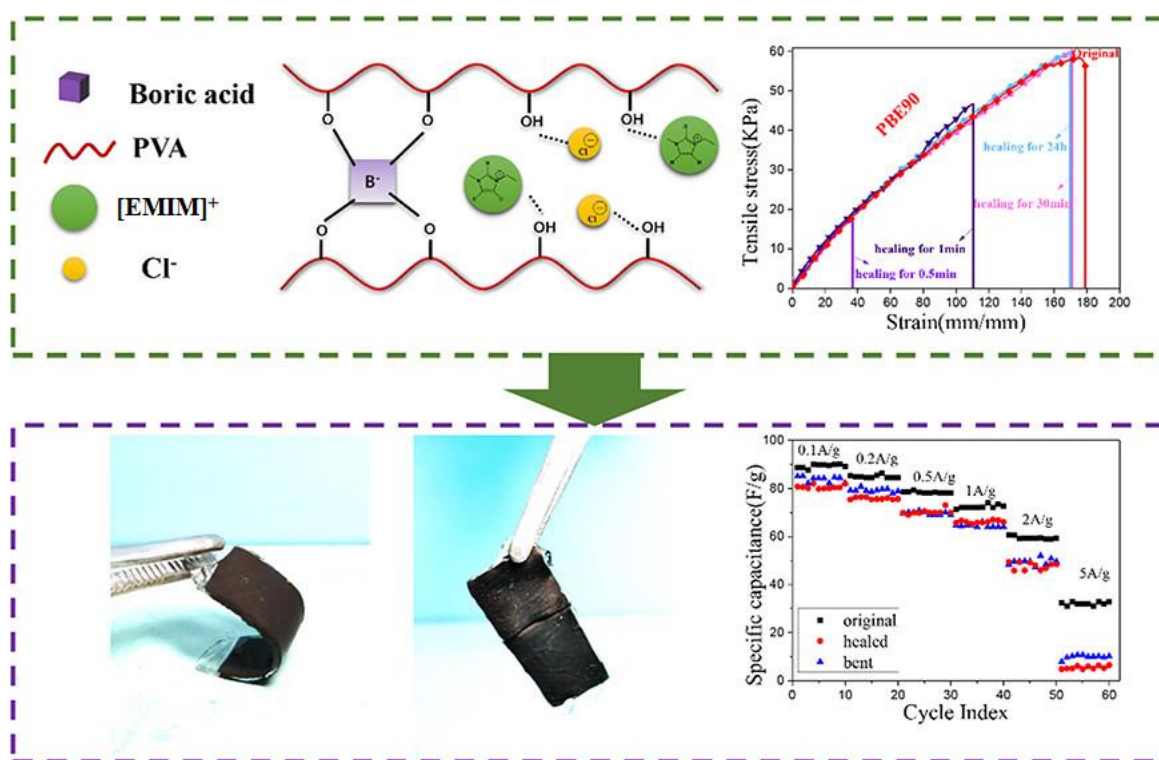 Boric acid
PVA
[EMIM]⁺
Cl⁻
O
O
OH
OH
Cl⊖
B⁻
Cl⊖
O
O
OH
OH
Tensile stress(KPa)
60
50
40
30
20
10
0
PBE90
Original
healing for 24h
healing for 30min
healing for 1min
healing for 0.5min
0 20 40 60 80 100 120 140 160 180 200
Strain(mm/mm)
Specific capacitance(F/g)
100
80
60
40
20
0
0.1A/g
0.2A/g
0.5A/g
1A/g
2A/g
5A/g
original
healed
bent
0 10 20 30 40 50 60
Cycle Index